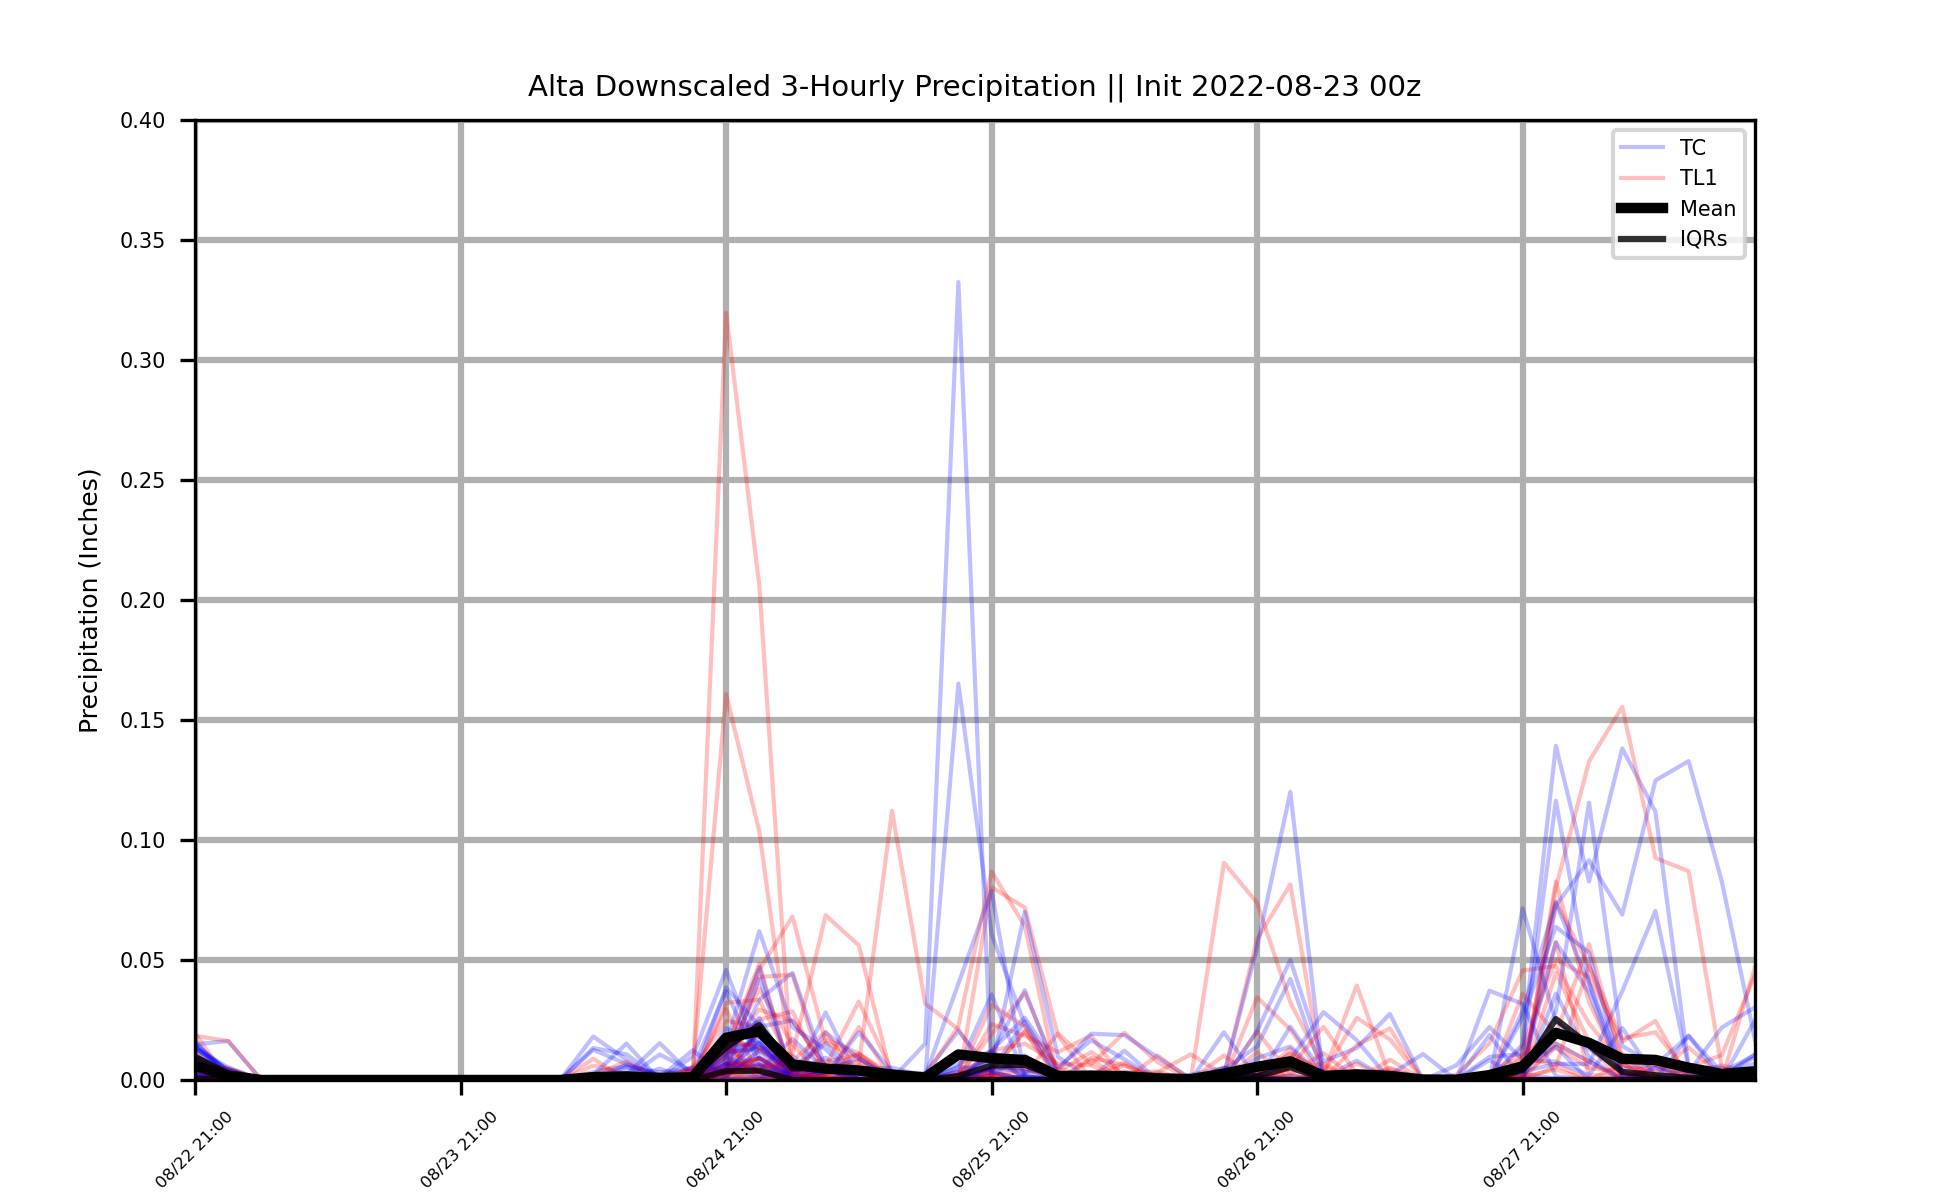 Alta Downscaled 3-Hourly Precipitation || Init 2022-08-23 00z
Precipitation (Inches)
0.40
0.35
0.30
0.25
0.20
0.15
0.10
0.05
0.00
TC
TL1
Mean
IQRs
08/22 21:00
08/23 21:00
08/24 21:00
08/25 21:00
08/26 21:00
08/27 21:00